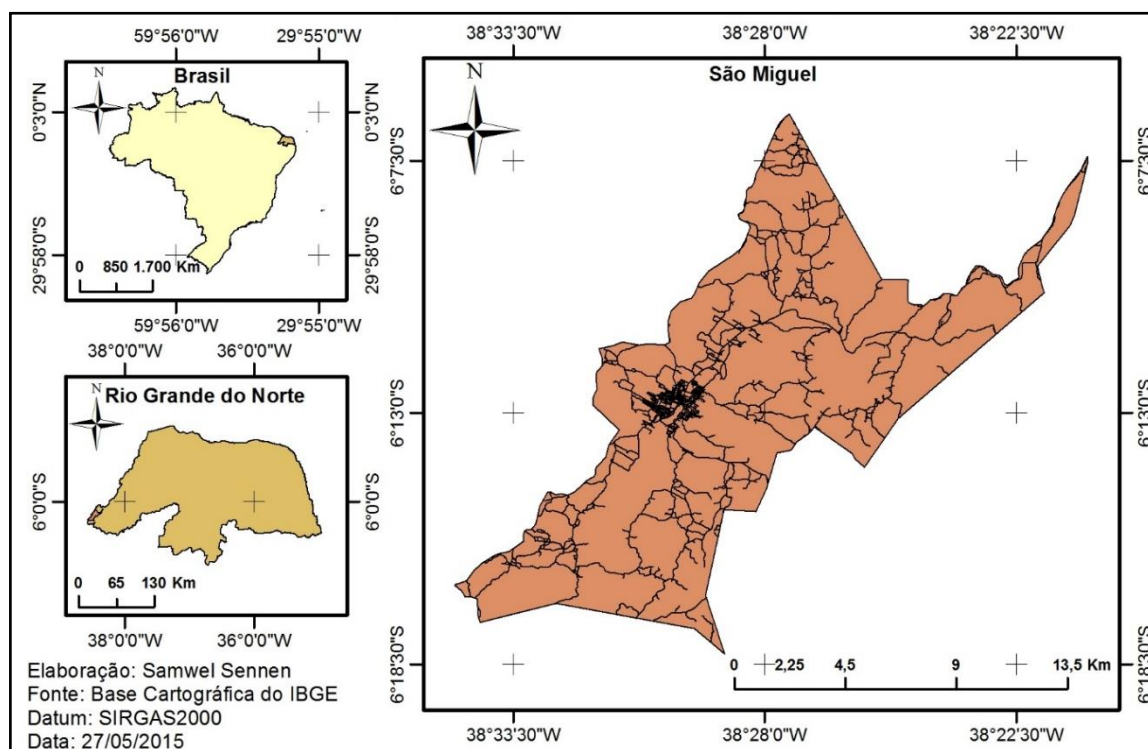 59°56'0"W 29°55'0"W
N
Brasil
0°3'0"N 0°3'0"N
29°58'0"S 29°58'0"S
0 850 1.700 Km
59°56'0"W 29°55'0"W
38°0'0"W 36°0'0"W
N
Rio Grande do Norte
6°0'0"S 6°0'0"S
0 65 130 Km
38°0'0"W 36°0'0"W
Elaboração: Samwel Sennen
Fonte: Base Cartográfica do IBGE
Datum: SIRGAS2000
Data: 27/05/2015
38°33'30"W 38°28'0"W 38°22'30"W
N
São Miguel
6°7'30"S 6°7'30"S
6°13'0"S 6°13'0"S
6°18'30"S 6°18'30"S
0 2,25 4,5 9 13,5 Km
38°33'30"W 38°28'0"W 38°22'30"W